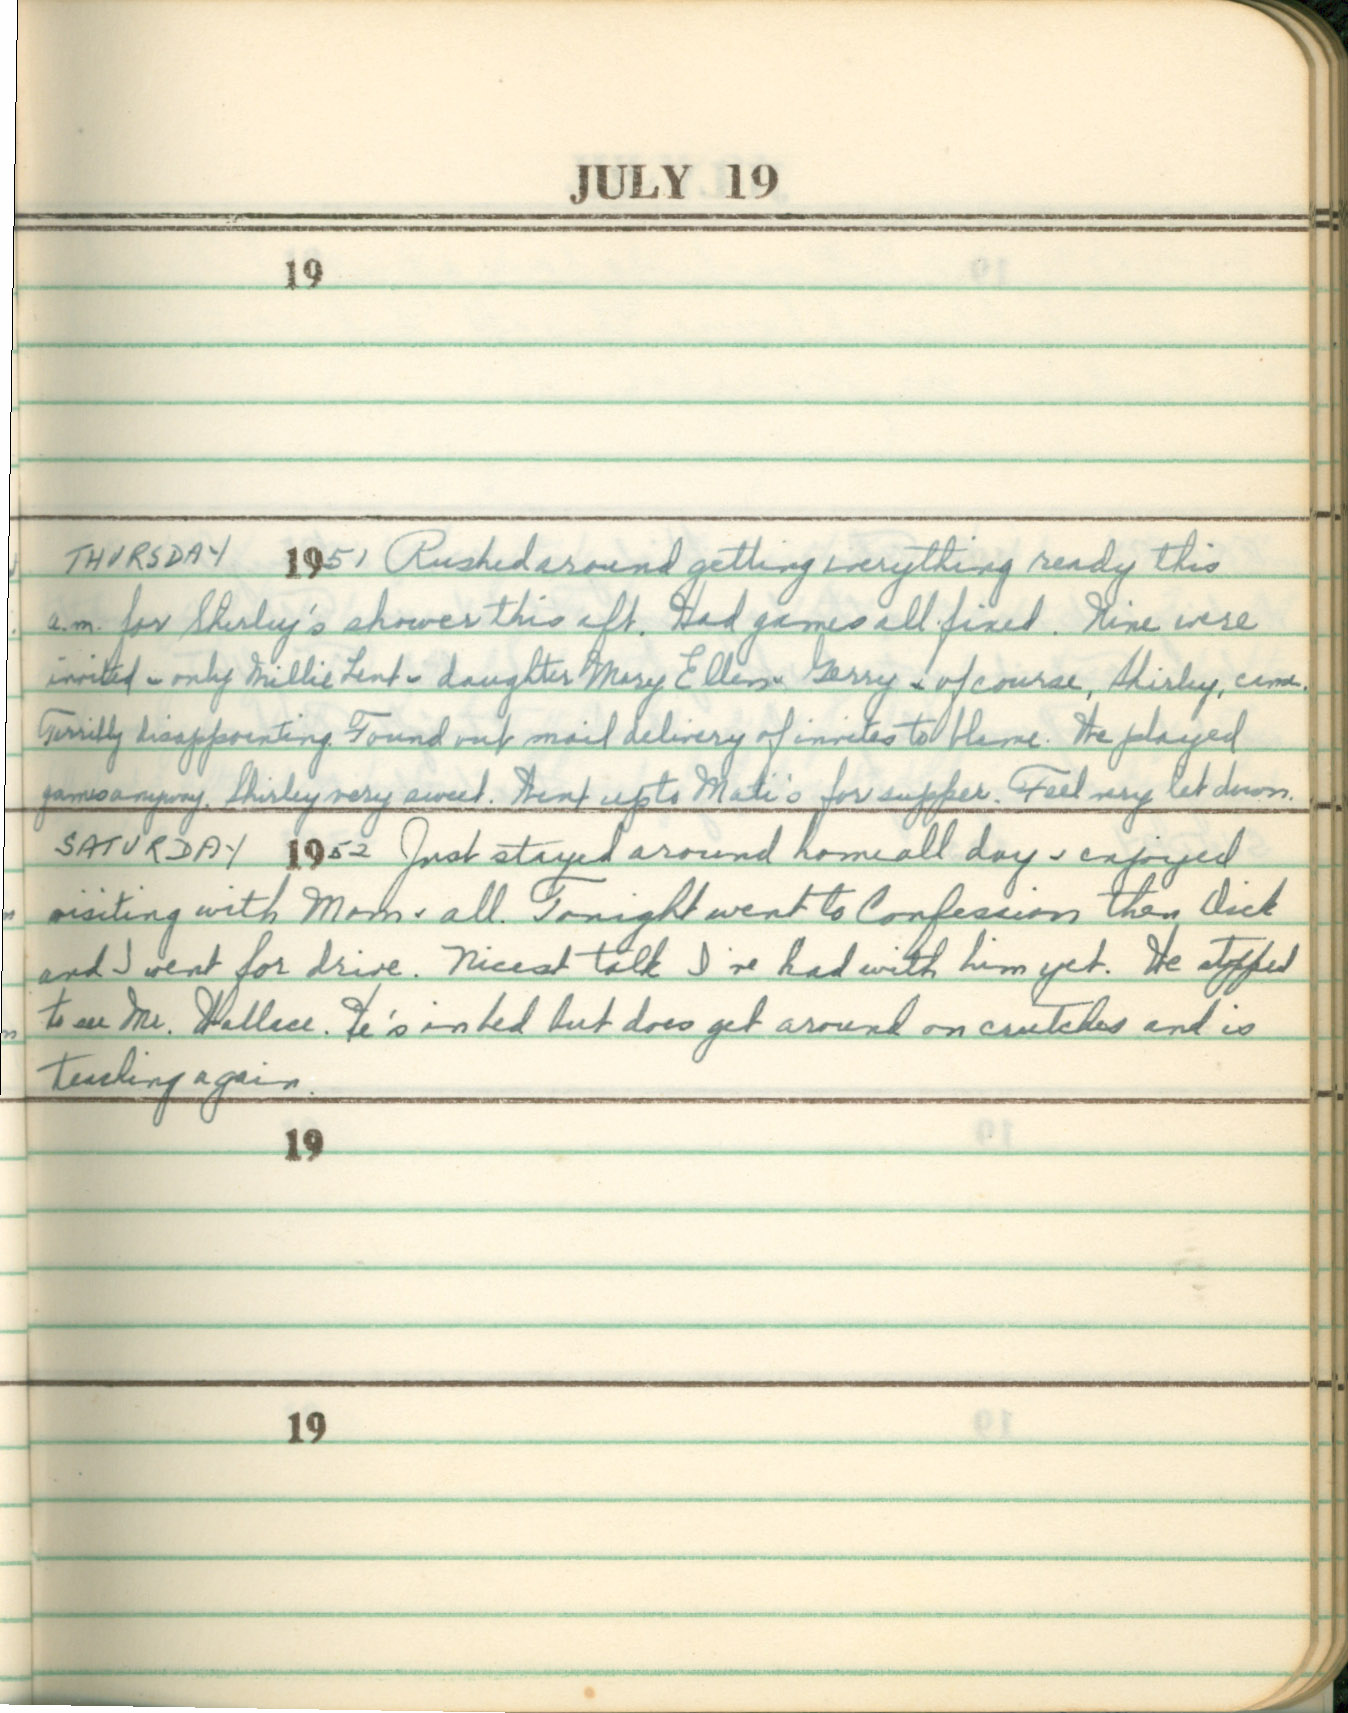 JULY 19
19
THURSDAY 1951 Rushed around getting everything ready this
a.m. for Shirley's shower this aft. Had games all fixed. Nine were
invited & only Millie Lent & daughter Mary Ellen & Gerry & of course, Shirley, came.
Terribly disappointing. Found out mail delivery of invites to blame. We played
games anyway. Shirley very sweet. Went up to Mati's for supper. Feel very let down.
SATURDAY 1952 Just stayed around home all day & enjoyed
visiting with Mom & all. Tonight went to Confession then Dick
and I went for drive. Nicest talk I've had with him yet. We stopped
to see Mr. Wallace. He's in bed but does get around on crutches and is
teaching again.
19
19